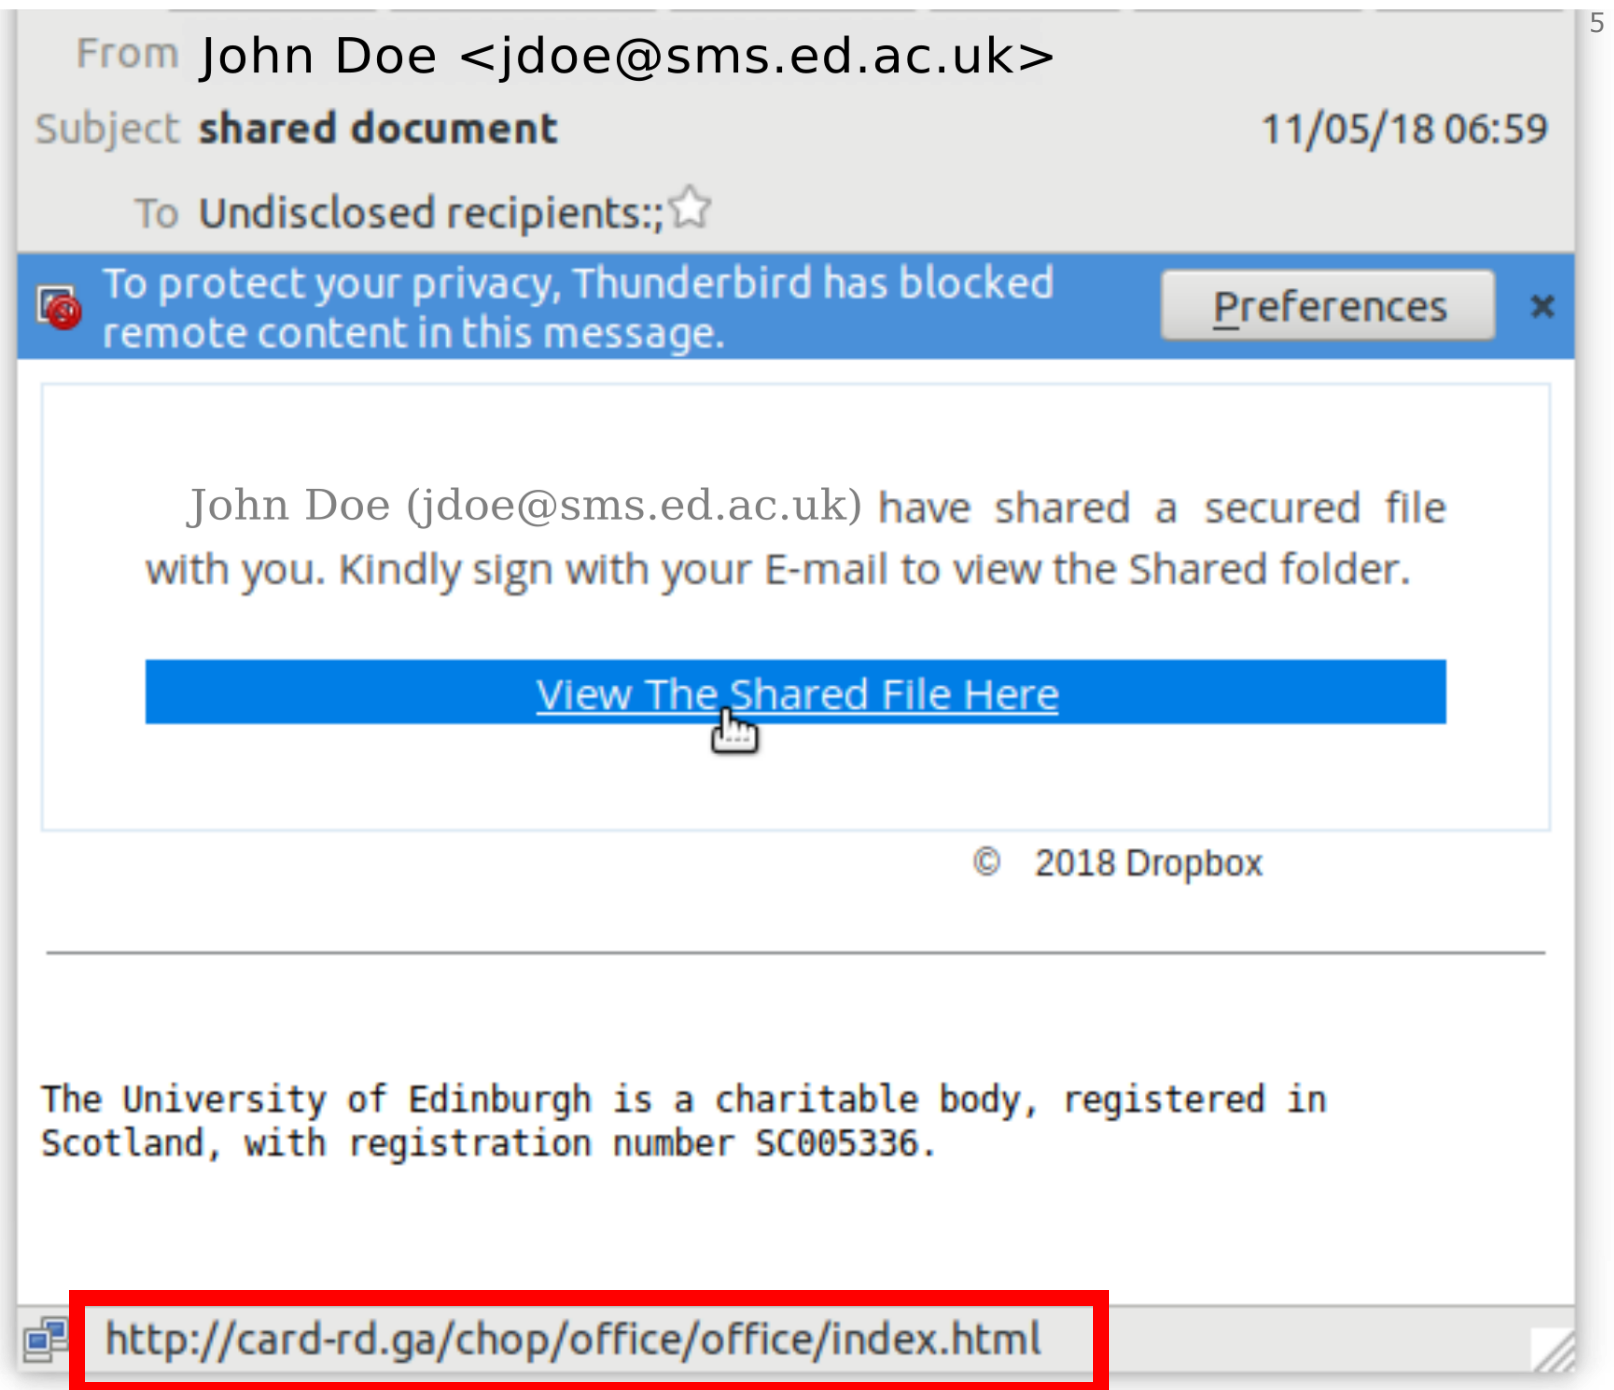 5
From John Doe <jdoe@sms.ed.ac.uk>
Subject shared document 11/05/18 06:59
To Undisclosed recipients:;
To protect your privacy, Thunderbird has blocked
remote content in this message.
Preferences
John Doe (jdoe@sms.ed.ac.uk) have shared a secured file
with you. Kindly sign with your E-mail to view the Shared folder.
View The Shared File Here
© 2018 Dropbox
The University of Edinburgh is a charitable body, registered in
Scotland, with registration number SC005336.
http://card-rd.ga/chop/office/office/index.html